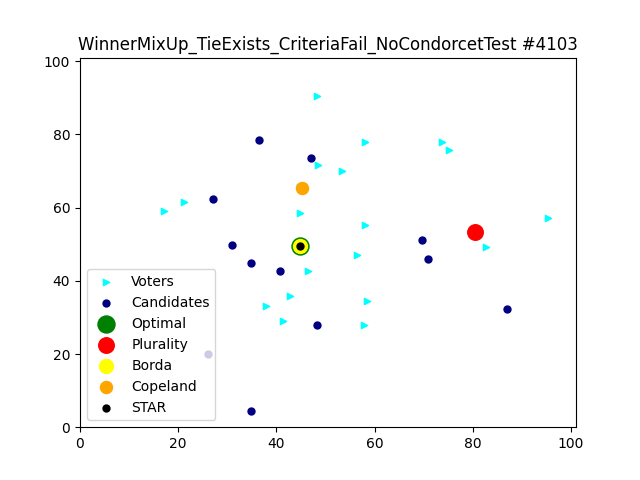 WinnerMixUp_TieExists_CriteriaFail_NoCondorcetTest #4103
100
80
60
40
20
0
Voters
Candidates
Optimal
Plurality
Borda
Copeland
STAR
0 20 40 60 80 100